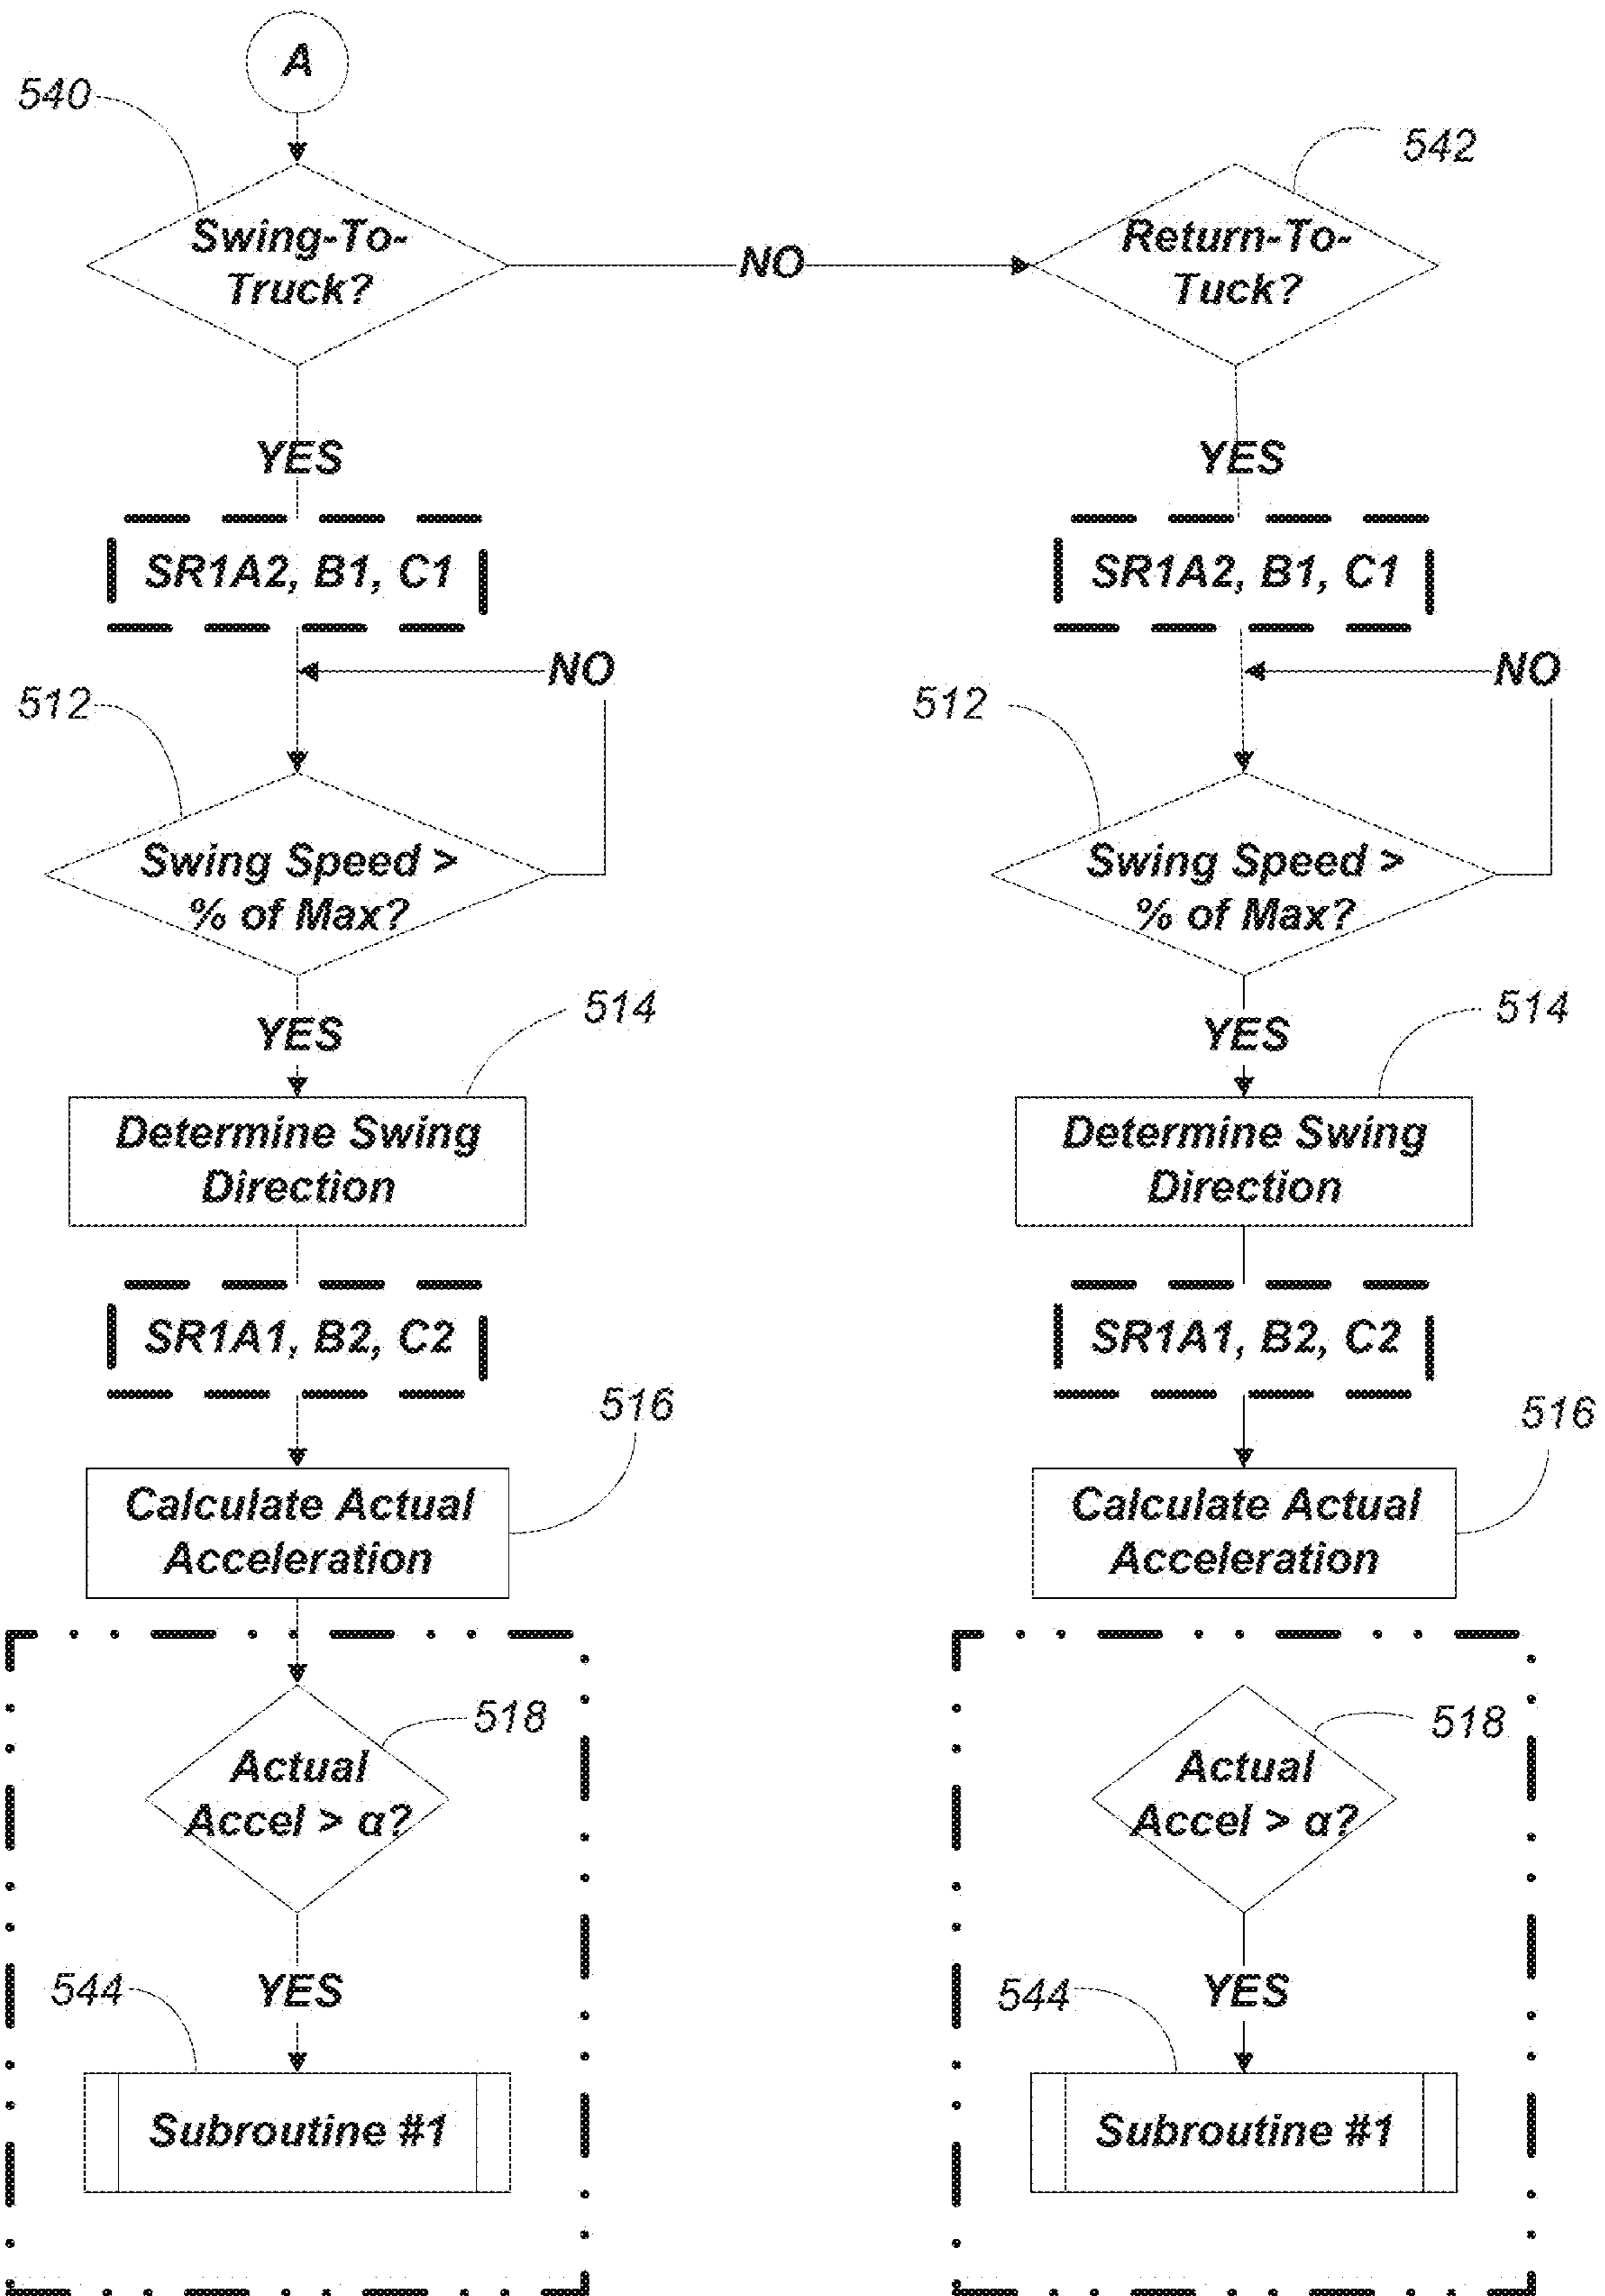 A
540
Swing-To-
Truck?
NO
542
Return-To-
Tuck?
YES
SR1A2, B1, C1
NO
512
Swing Speed >
% of Max?
YES
514
Determine Swing
Direction
SR1A1, B2, C2
516
Calculate Actual
Acceleration
518
Actual
Accel > α?
YES
544
Subroutine #1
YES
SR1A2, B1, C1
NO
512
Swing Speed >
% of Max?
YES
514
Determine Swing
Direction
SR1A1, B2, C2
516
Calculate Actual
Acceleration
518
Actual
Accel > α?
YES
544
Subroutine #1